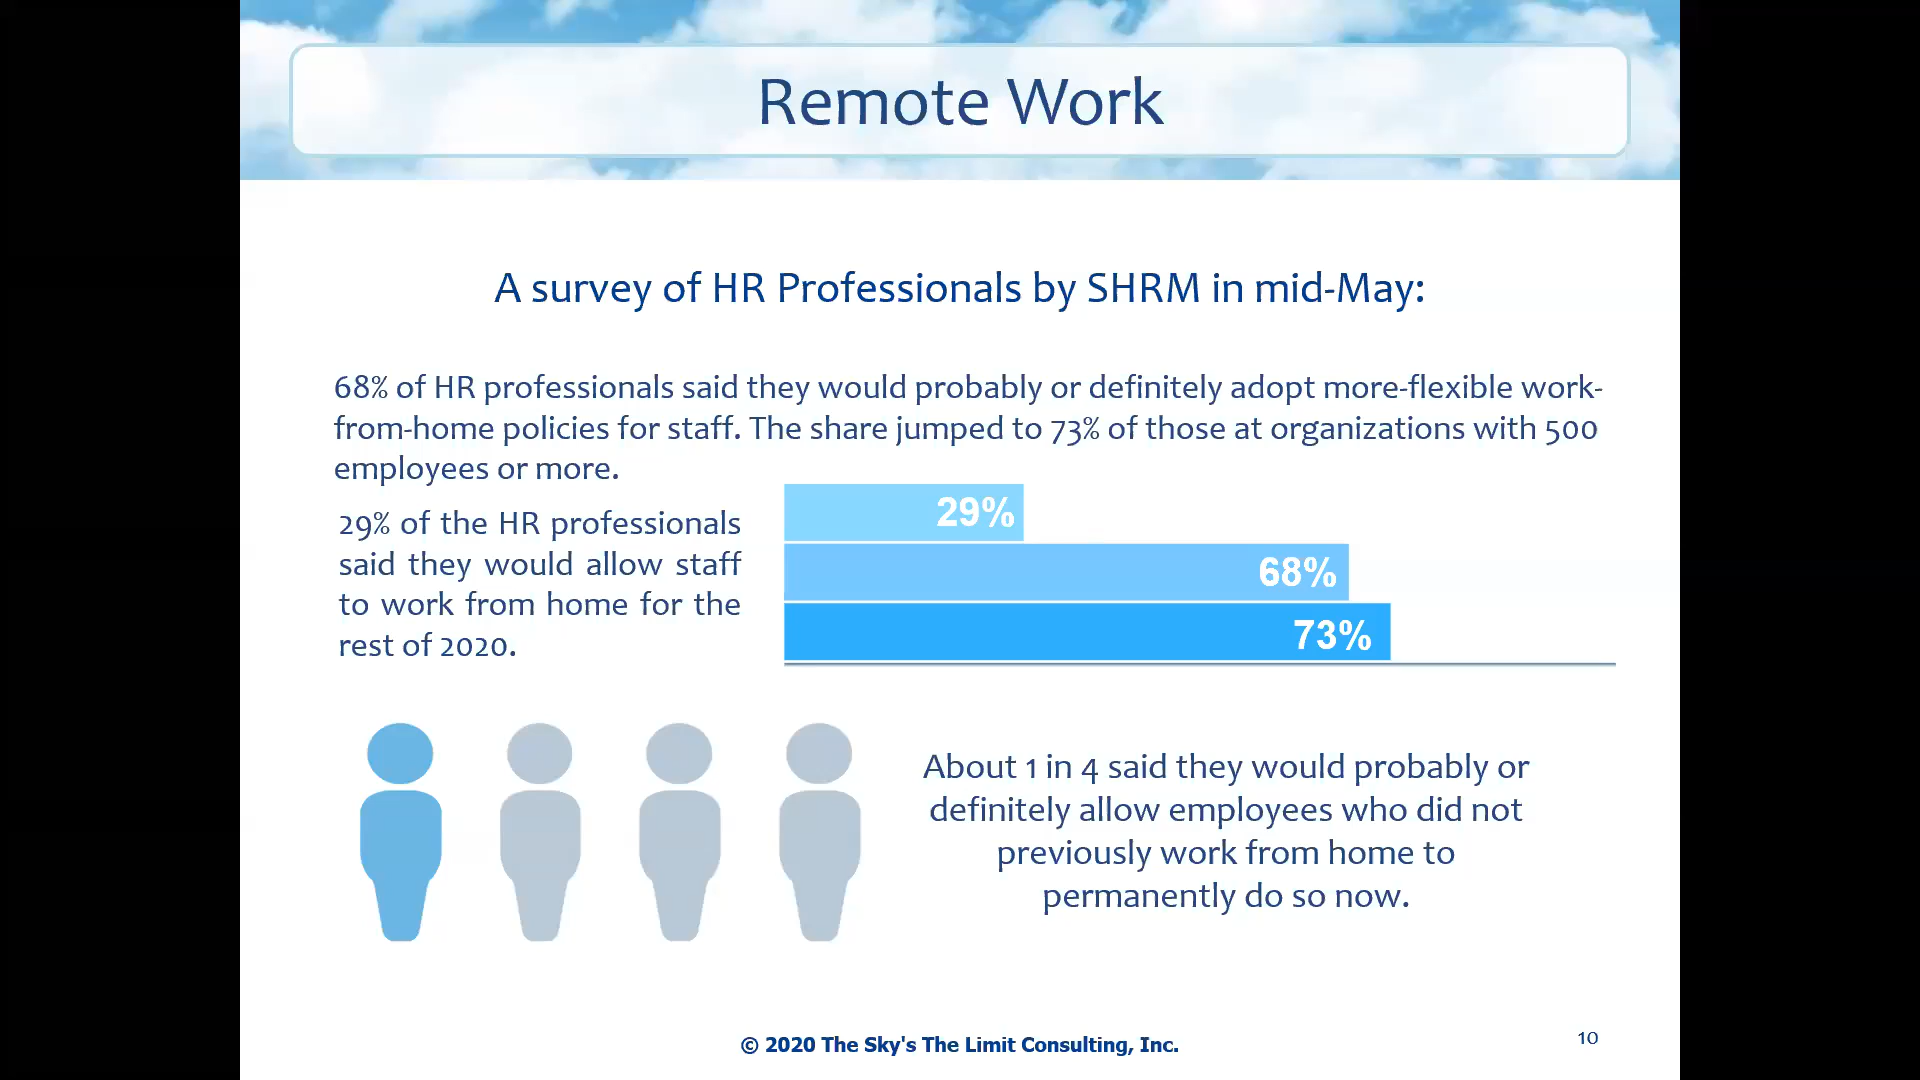 Remote Work
A survey of HR Professionals by SHRM in mid-May:
68% of HR professionals said they would probably or definitely adopt more-flexible work-
from-home policies for staff. The share jumped to 73% of those at organizations with 500
employees or more.
29% of the HR professionals
said they would allow staff
to work from home for the
rest of 2020.
29%
68%
73%
About 1 in 4 said they would probably or
definitely allow employees who did not
previously work from home to
permanently do so now.
© 2020 The Sky's The Limit Consulting, Inc.
10